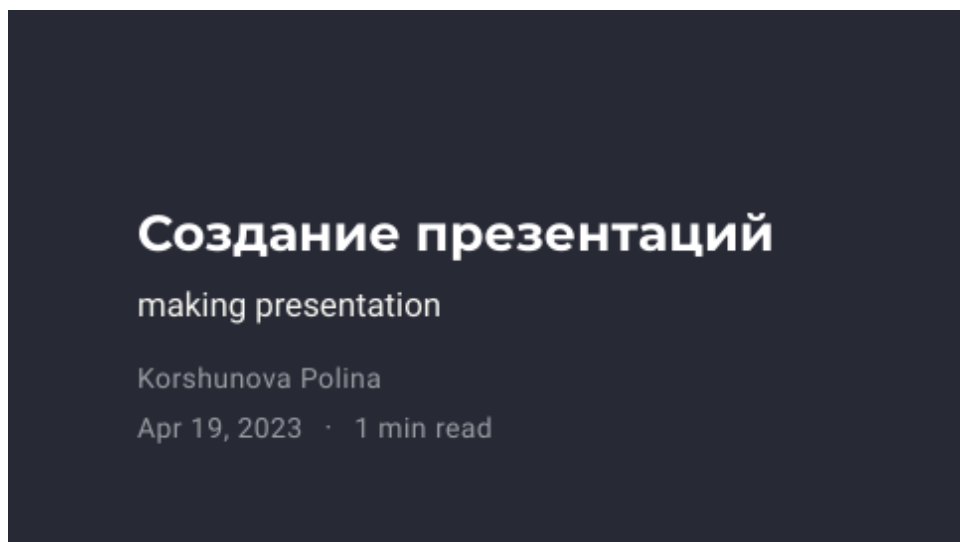 Создание презентаций
making presentation
Korshunova Polina
Apr 19, 2023 · 1 min read